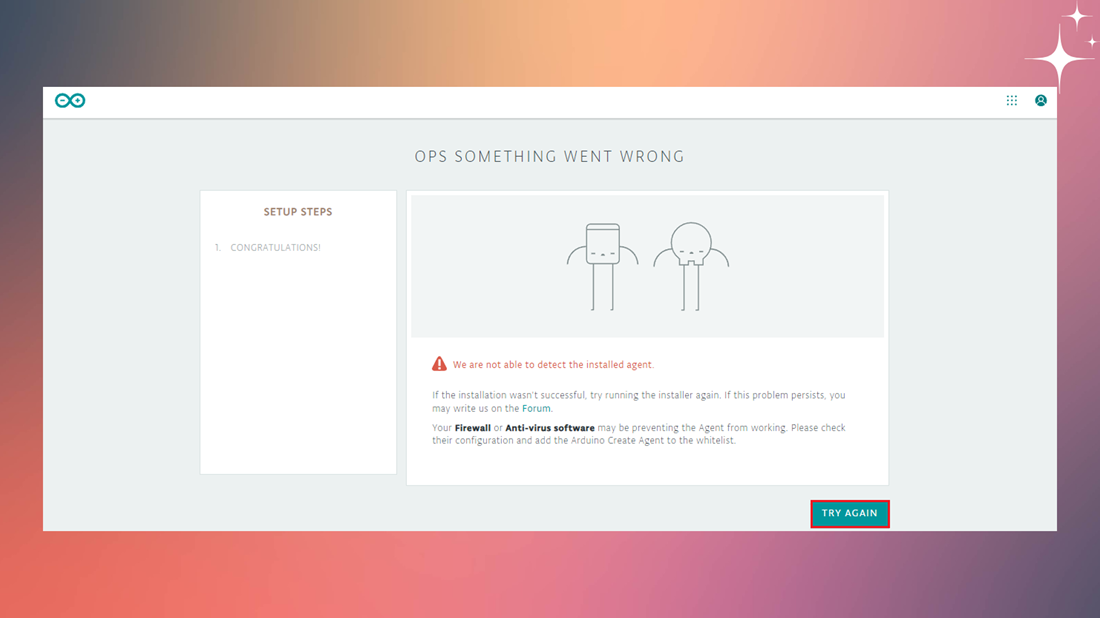 OPS SOMETHING WENT WRONG
SETUP STEPS
1. CONGRATULATIONS!
We are not able to detect the installed agent.
If the installation wasn't successful, try running the installer again. If this problem persists, you
may write us on the Forum.
Your Firewall or Anti-virus software may be preventing the Agent from working. Please check
their configuration and add the Arduino Create Agent to the whitelist.
TRY AGAIN